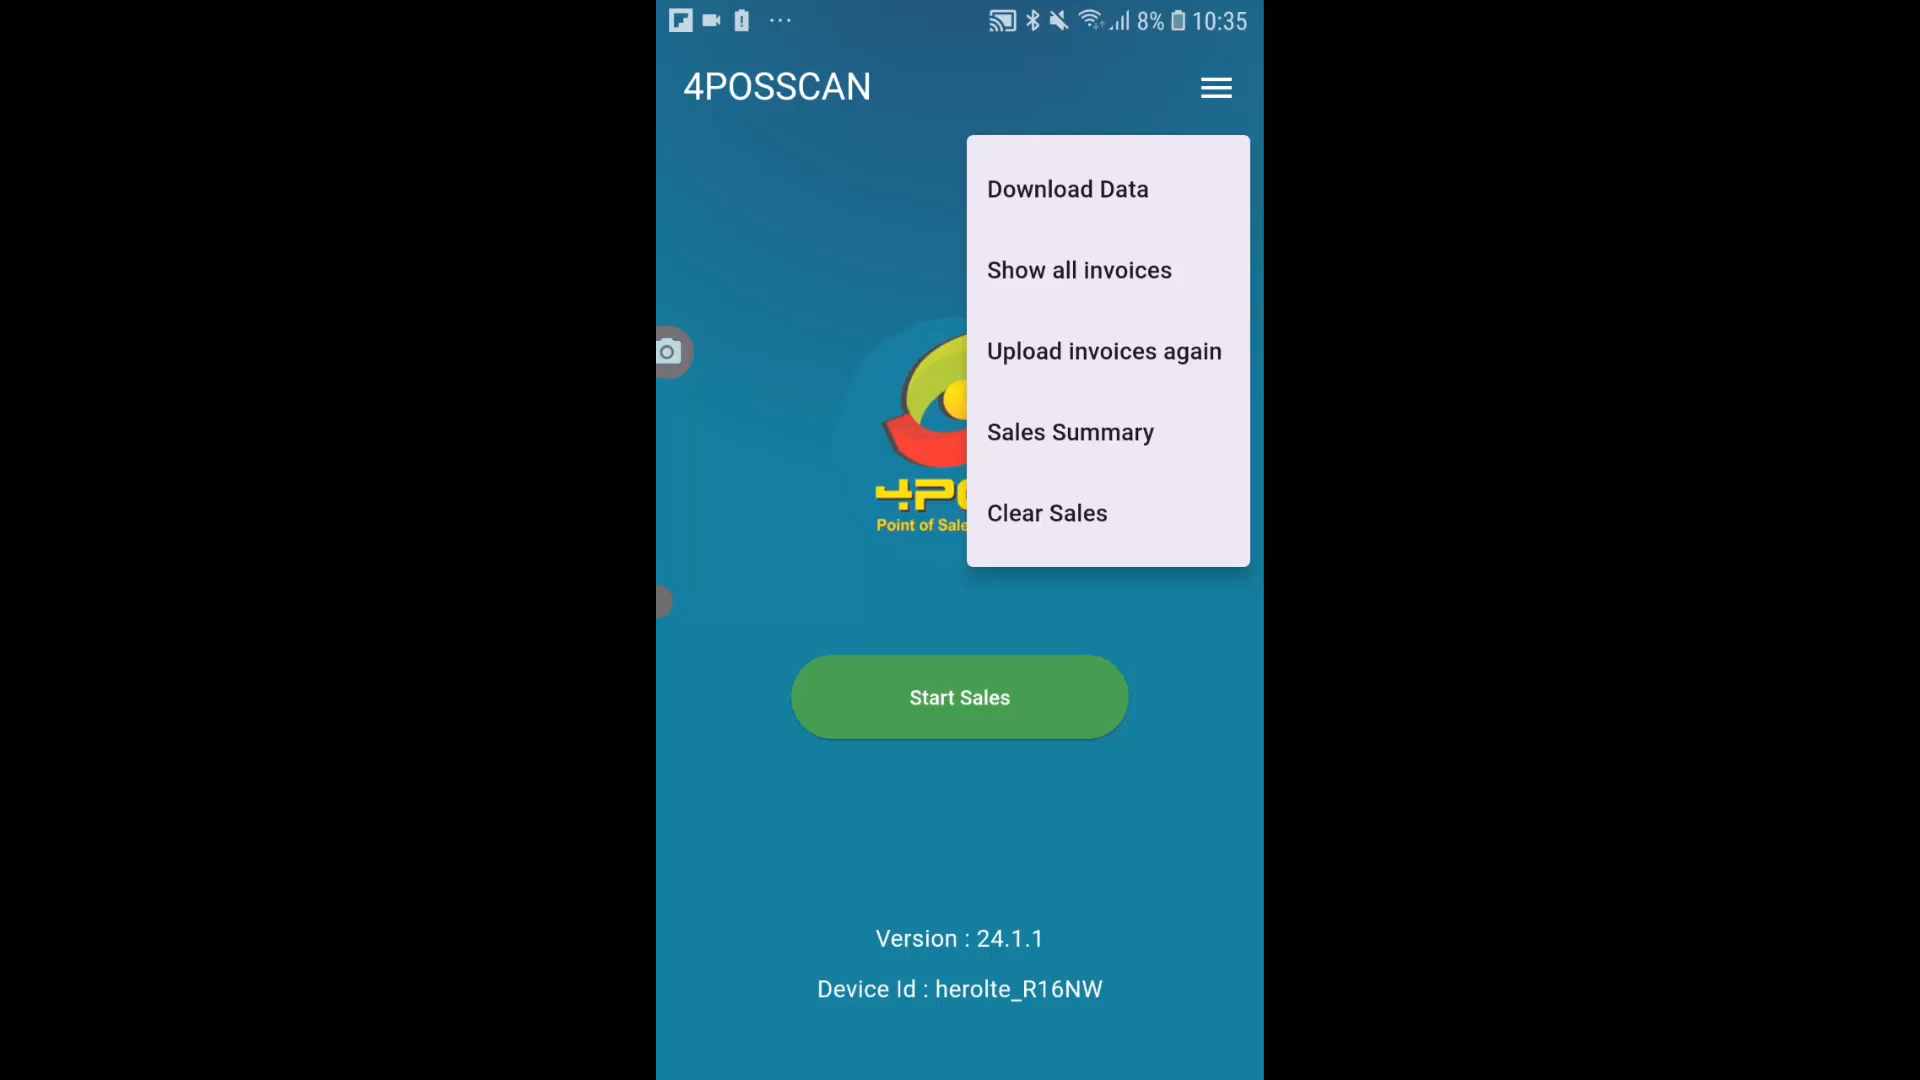 8% 10:35
4POSSCAN
Download Data
Show all invoices
Upload invoices again
Sales Summary
Clear Sales
Point of Sale
Start Sales
Version : 24.1.1
Device Id : herolte_R16NW